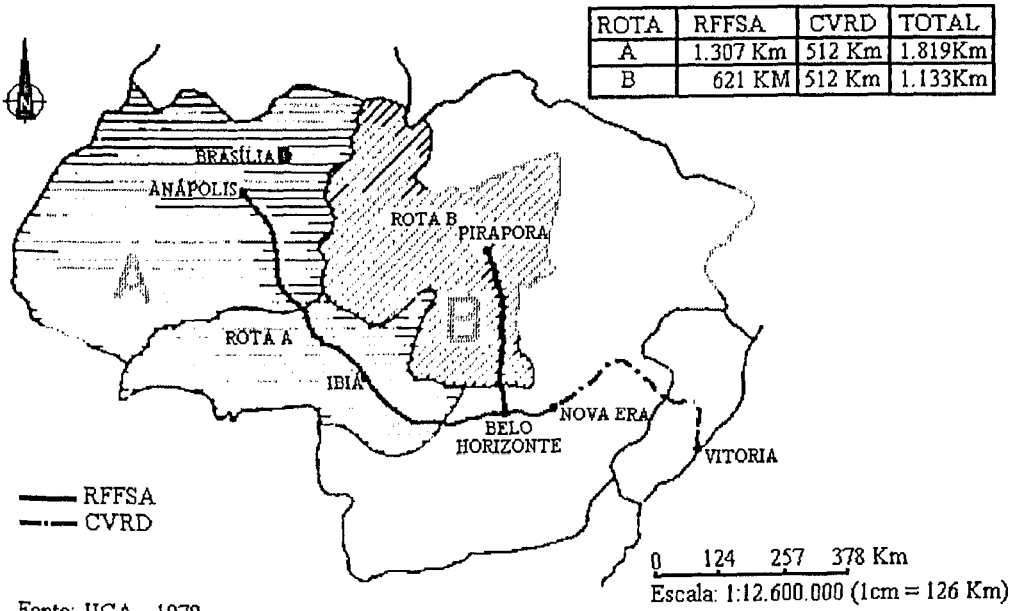 ROTA RFFSA CVRD TOTAL
A 1.307 Km 512 Km 1.819Km
B 621 KM 512 Km 1.133Km
N
BRASÍLIA
ANÁPOLIS
ROTA B
PIRAPORA
A
B
ROTA A
IBIÁ
BELO
HORIZONTE
NOVA ERA
VITORIA
RFFSA
CVRD
0 124 257 378 Km
Escala: 1:12.600.000 (1cm = 126 Km)